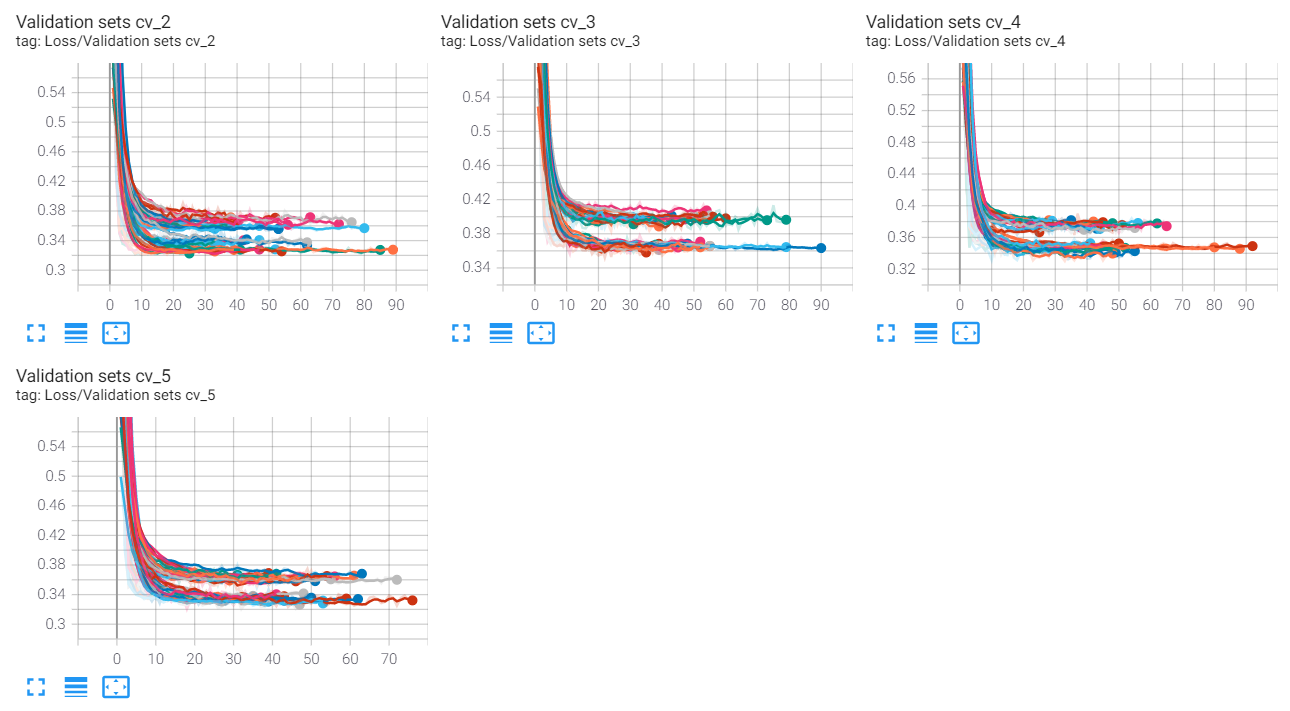 Validation sets cv_2
tag: Loss/Validation sets cv_2
0.54
0.5
0.46
0.42
0.38
0.34
0.3
0 10 20 30 40 50 60 70 80 90
Validation sets cv_3
tag: Loss/Validation sets cv_3
0.54
0.5
0.46
0.42
0.38
0.34
0 10 20 30 40 50 60 70 80 90
Validation sets cv_4
tag: Loss/Validation sets cv_4
0.56
0.52
0.48
0.44
0.4
0.36
0.32
0 10 20 30 40 50 60 70 80 90
Validation sets cv_5
tag: Loss/Validation sets cv_5
0.54
0.5
0.46
0.42
0.38
0.34
0.3
0 10 20 30 40 50 60 70